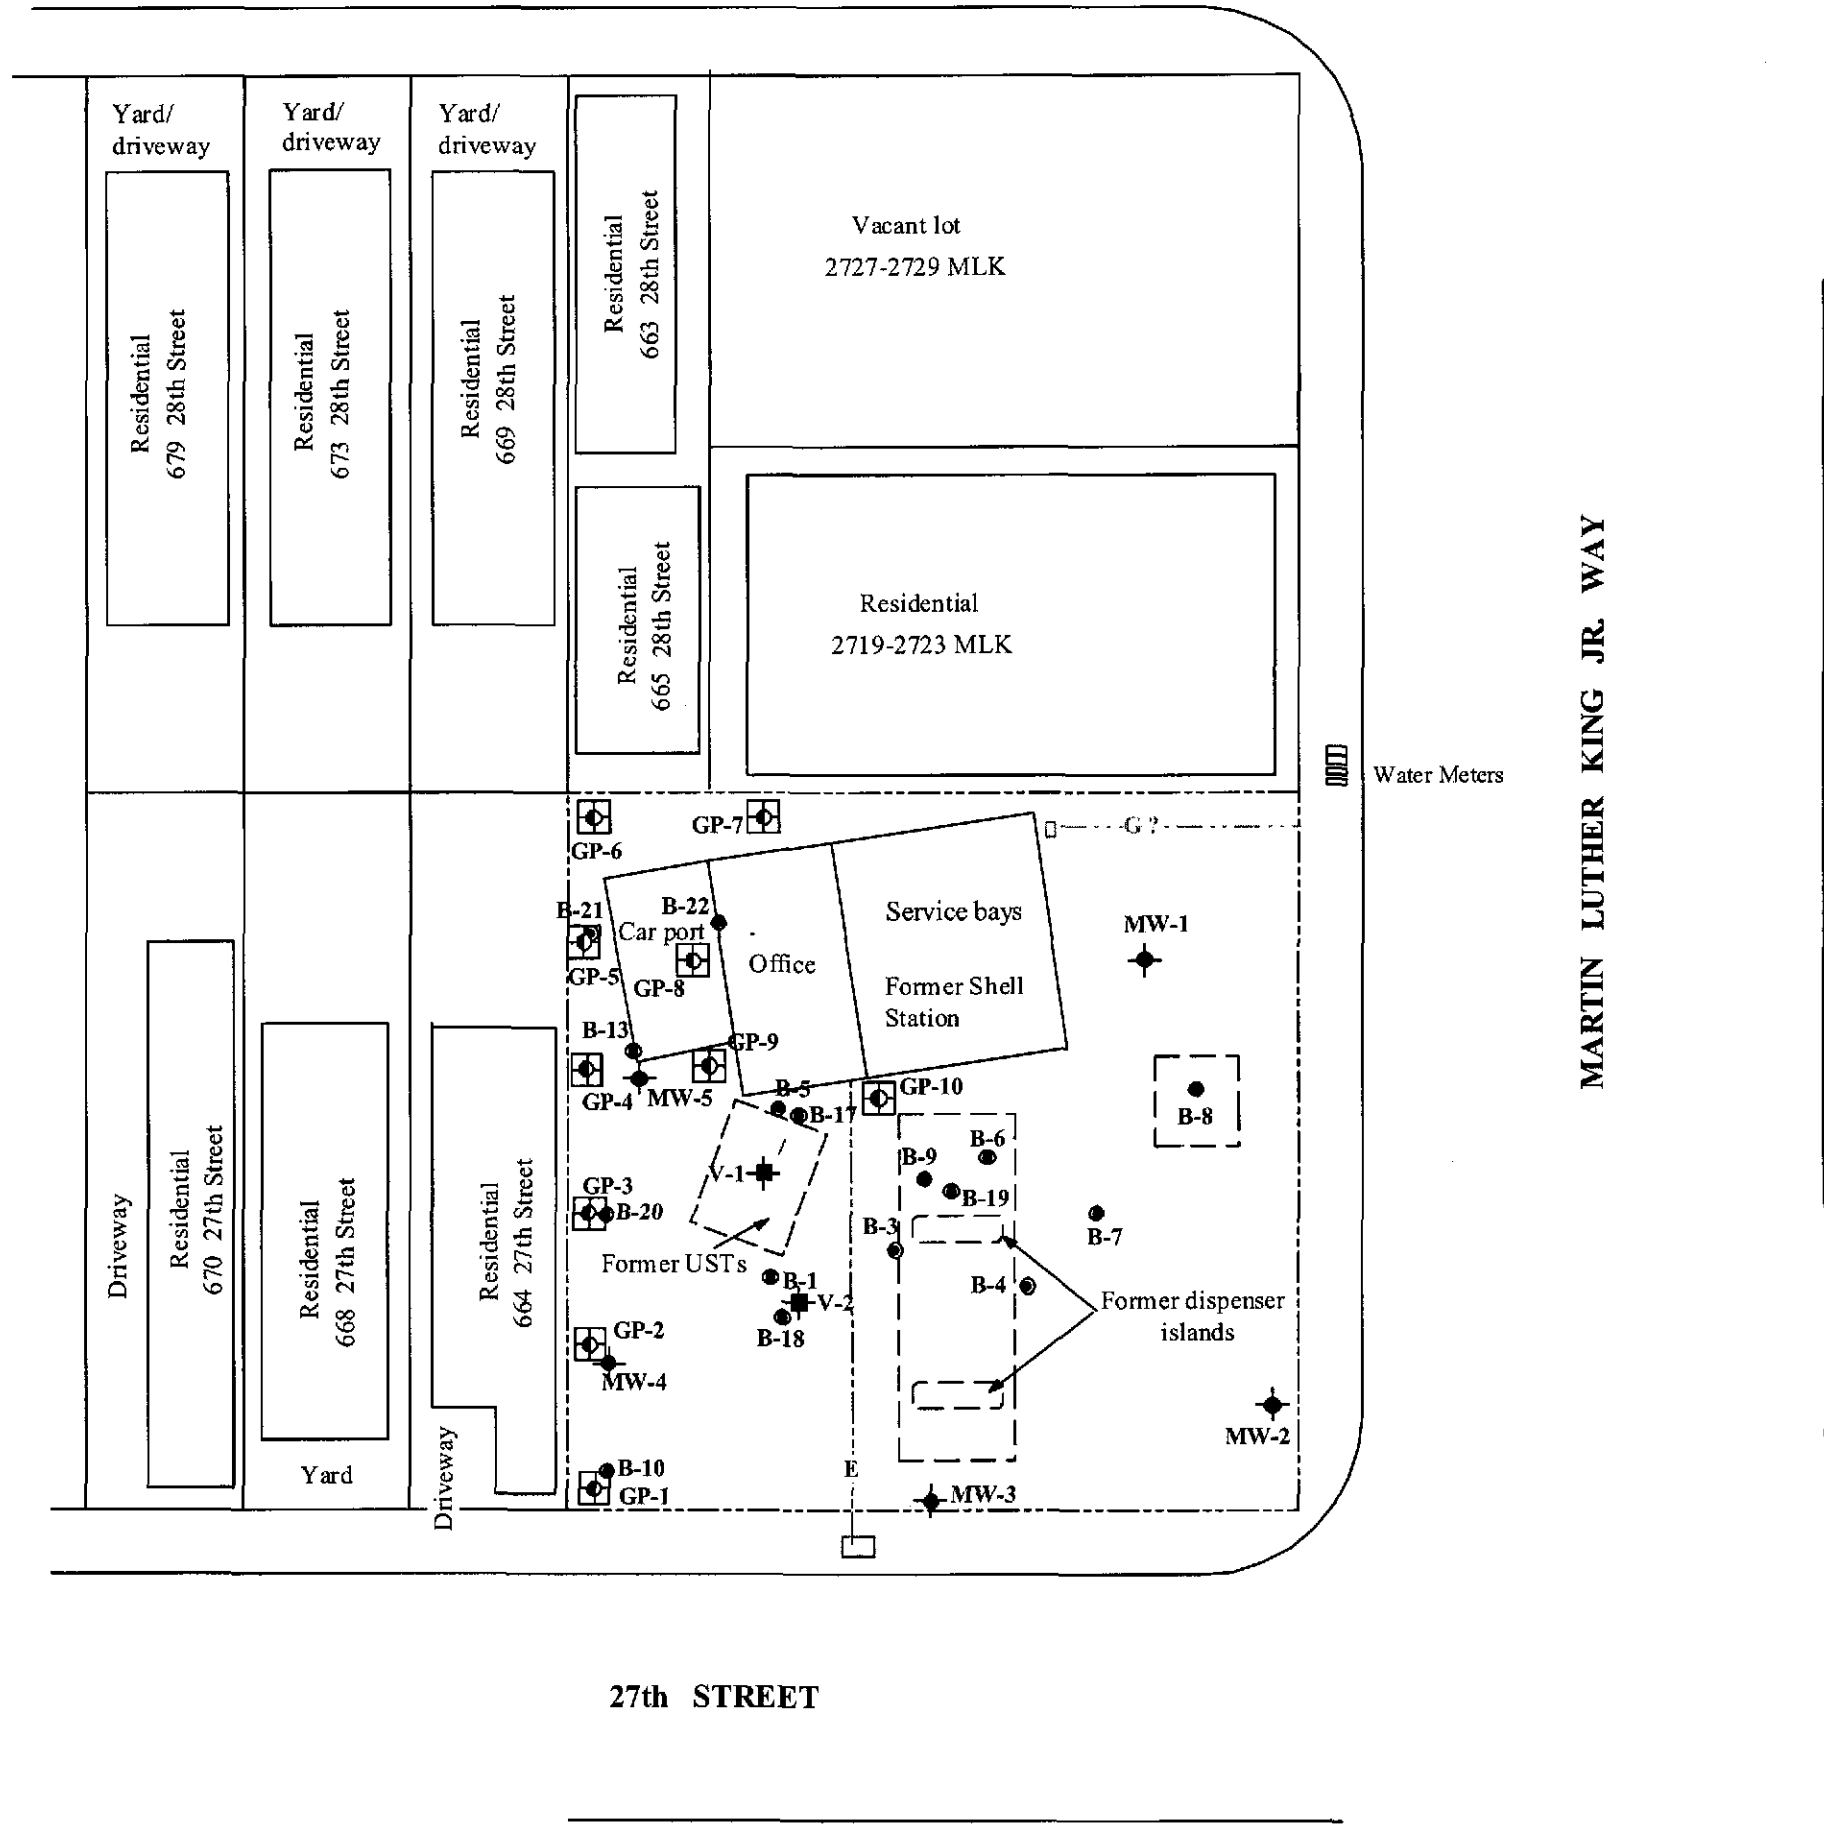 Yard/
driveway
Yard/
driveway
Yard/
driveway
Residential
679 28th Street
Residential
673 28th Street
Residential
669 28th Street
Residential
663 28th Street
Vacant lot
2727-2729 MLK
Residential
665 28th Street
Residential
2719-2723 MLK
MARTIN LUTHER KING JR. WAY
Water Meters
GP-6
GP-7
G ?
B-21
B-22
Car port
GP-5
GP-8
Office
Service bays
Former Shell
Station
MW-1
B-13
GP-9
GP-4
MW-5
B-5
B-17
GP-10
B-8
B-6
B-9
B-19
V-1
GP-3
B-20
B-3
B-7
Former USTs
B-1
V-2
B-18
B-4
Former dispenser
islands
GP-2
MW-4
MW-2
B-10
GP-1
E
MW-3
Driveway
Residential
670 27th Street
Residential
668 27th Street
Yard
Residential
664 27th Street
Driveway
27th STREET